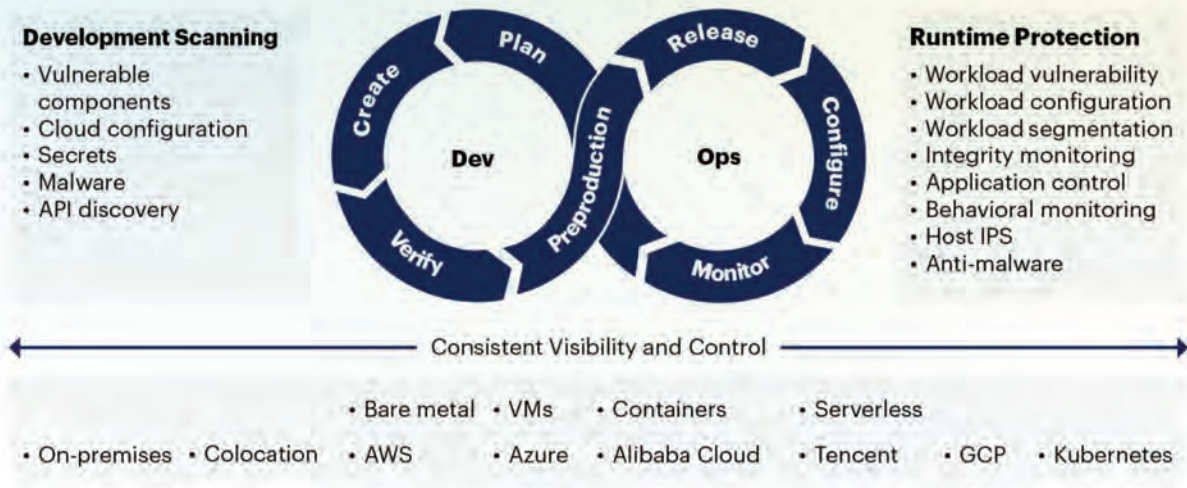 Development Scanning
• Vulnerable
components
• Cloud configuration
• Secrets
• Malware
• API discovery
Plan
Create
Dev
Verify
Preproduction
Release
Configure
Ops
Monitor
Runtime Protection
• Workload vulnerability
• Workload configuration
• Workload segmentation
• Integrity monitoring
• Application control
• Behavioral monitoring
• Host IPS
• Anti-malware
Consistent Visibility and Control
• Bare metal • VMs • Containers • Serverless
• On-premises • Colocation • AWS • Azure • Alibaba Cloud • Tencent • GCP • Kubernetes